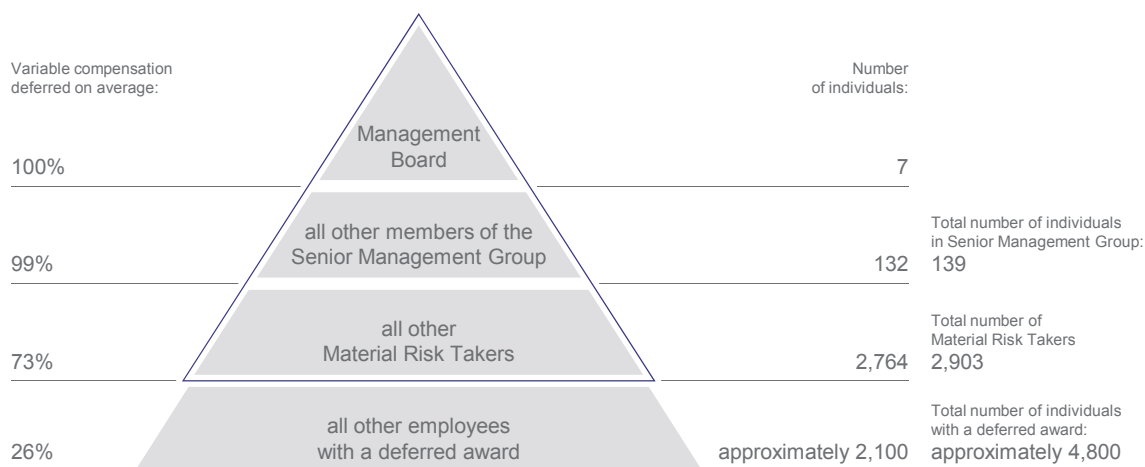 Variable compensation
deferred on average:
Number
of individuals:
Management
Board
100%
7
all other members of the
Senior Management Group
99%
132
Total number of individuals
in Senior Management Group:
139
all other
Material Risk Takers
73%
2,764
Total number of
Material Risk Takers
2,903
all other employees
with a deferred award
26%
approximately 2,100
Total number of individuals
with a deferred award:
approximately 4,800